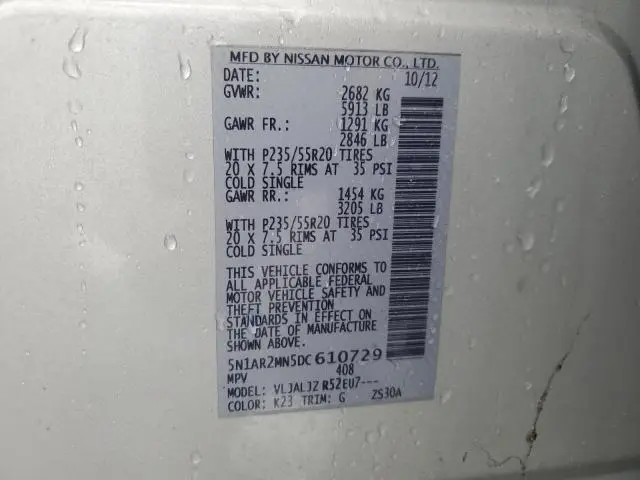 MFD BY NISSAN MOTOR CO., LTD.
DATE: 10/12
GVWR: 2682 KG
5913 LB
GAWR FR.: 1291 KG
2846 LB
WITH P235/55R20 TIRES
20 X 7.5 RIMS AT 35 PSI
COLD SINGLE
GAWR RR.: 1454 KG
3205 LB
WITH P235/55R20 TIRES
20 X 7.5 RIMS AT 35 PSI
COLD SINGLE
THIS VEHICLE CONFORMS TO
ALL APPLICABLE FEDERAL
MOTOR VEHICLE SAFETY AND
THEFT PREVENTION
STANDARDS IN EFFECT ON
THE DATE OF MANUFACTURE
SHOWN ABOVE.
5N1AR2MN5DC610729
MPV 408
MODEL: VLJALJZ R52EU7---
COLOR: K23 TRIM: G ZS30A